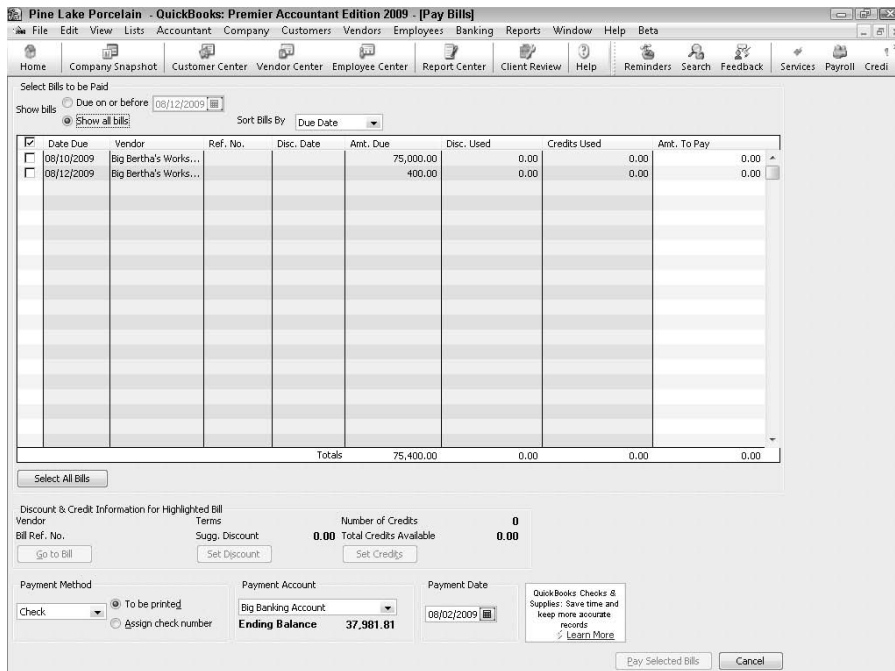 Pine Lake Porcelain - QuickBooks: Premier Accountant Edition 2009 - [Pay Bills]
File Edit View Lists Accountant Company Customers Vendors Employees Banking Reports Window Help Beta
Home Company Snapshot Customer Center Vendor Center Employee Center Report Center Client Review Help Reminders Search Feedback Services Payroll Credi
Select Bills to be Paid
Show bills Due on or before 08/12/2009
Show all bills Sort Bills By Due Date
Date Due Vendor Ref. No. Disc. Date Amt. Due Disc. Used Credits Used Amt. To Pay
08/10/2009 Big Bertha's Works... 75,000.00 0.00 0.00 0.00
08/12/2009 Big Bertha's Works... 400.00 0.00 0.00 0.00
Totals 75,400.00 0.00 0.00 0.00
Select All Bills
Discount & Credit Information for Highlighted Bill
Vendor Terms Number of Credits 0
Bill Ref. No. Sugg. Discount 0.00 Total Credits Available 0.00
Go to Bill Set Discount Set Credits
Payment Method Payment Account Payment Date
Check To be printed Big Banking Account 08/02/2009
Assign check number Ending Balance 37,981.81
QuickBooks Checks &
Supplies: Save time and
keep more accurate
records
Learn More
Pay Selected Bills Cancel